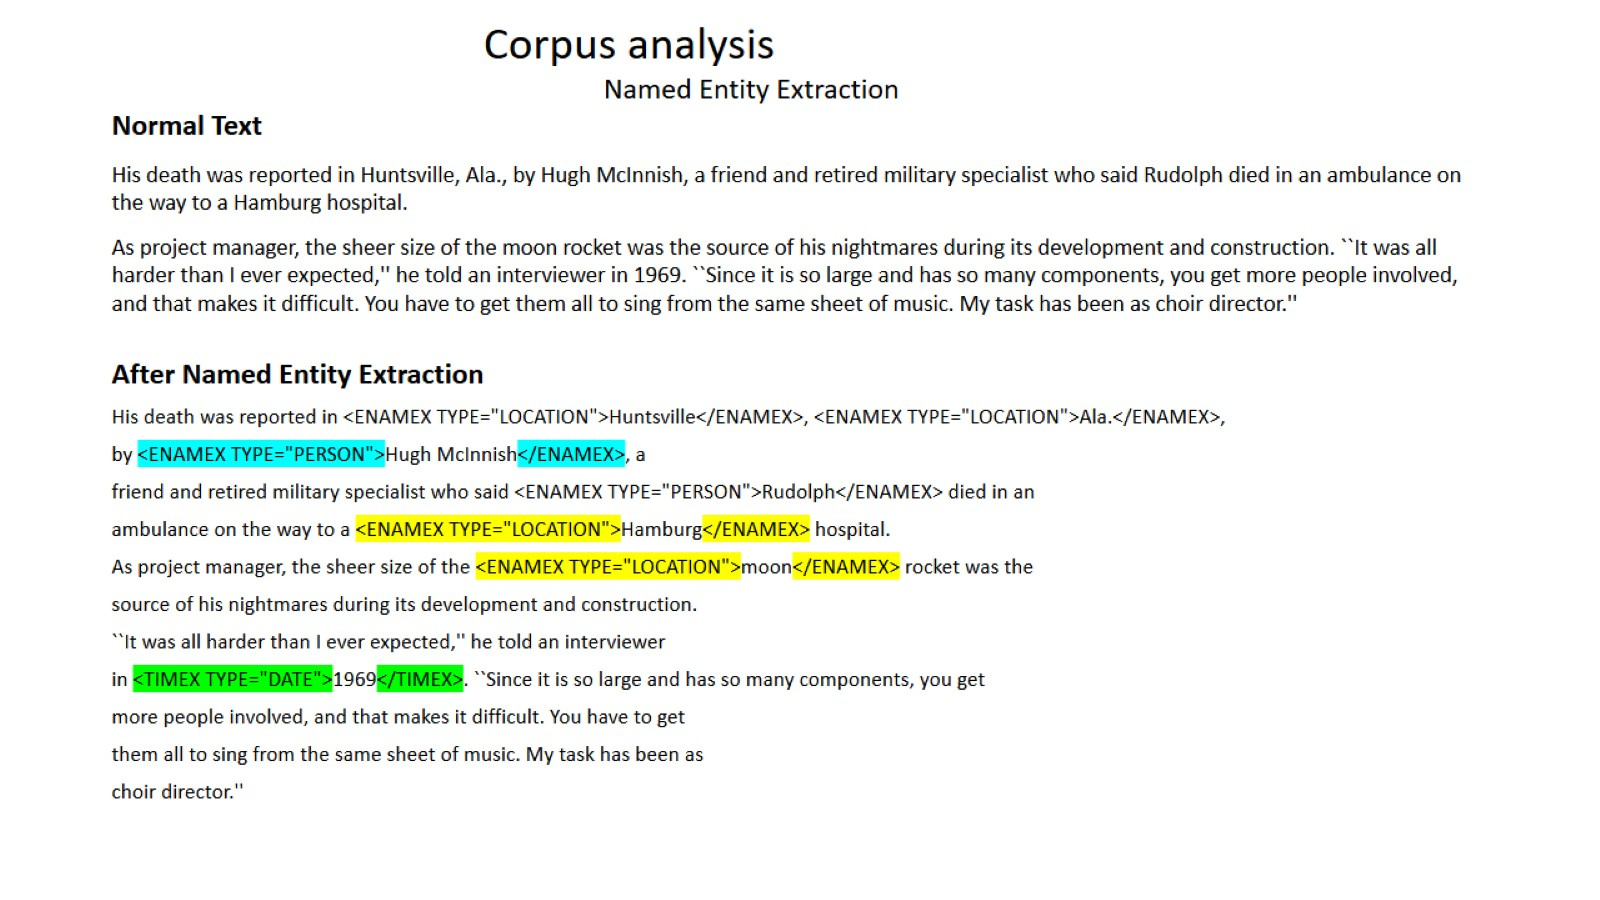 Corpus analysis
Named Entity Extraction
Normal Text
His death was reported in Huntsville, Ala., by Hugh McInnish, a friend and retired military specialist who said Rudolph died in an ambulance on
the way to a Hamburg hospital.
As project manager, the sheer size of the moon rocket was the source of his nightmares during its development and construction. ``It was all
harder than I ever expected,'' he told an interviewer in 1969. ``Since it is so large and has so many components, you get more people involved,
and that makes it difficult. You have to get them all to sing from the same sheet of music. My task has been as choir director.''
After Named Entity Extraction
His death was reported in <ENAMEX TYPE="LOCATION">Huntsville</ENAMEX>, <ENAMEX TYPE="LOCATION">Ala.</ENAMEX>,
by <ENAMEX TYPE="PERSON">Hugh McInnish</ENAMEX>, a
friend and retired military specialist who said <ENAMEX TYPE="PERSON">Rudolph</ENAMEX> died in an
ambulance on the way to a <ENAMEX TYPE="LOCATION">Hamburg</ENAMEX> hospital.
As project manager, the sheer size of the <ENAMEX TYPE="LOCATION">moon</ENAMEX> rocket was the
source of his nightmares during its development and construction.
``It was all harder than I ever expected,'' he told an interviewer
in <TIMEX TYPE="DATE">1969</TIMEX>. ``Since it is so large and has so many components, you get
more people involved, and that makes it difficult. You have to get
them all to sing from the same sheet of music. My task has been as
choir director.''